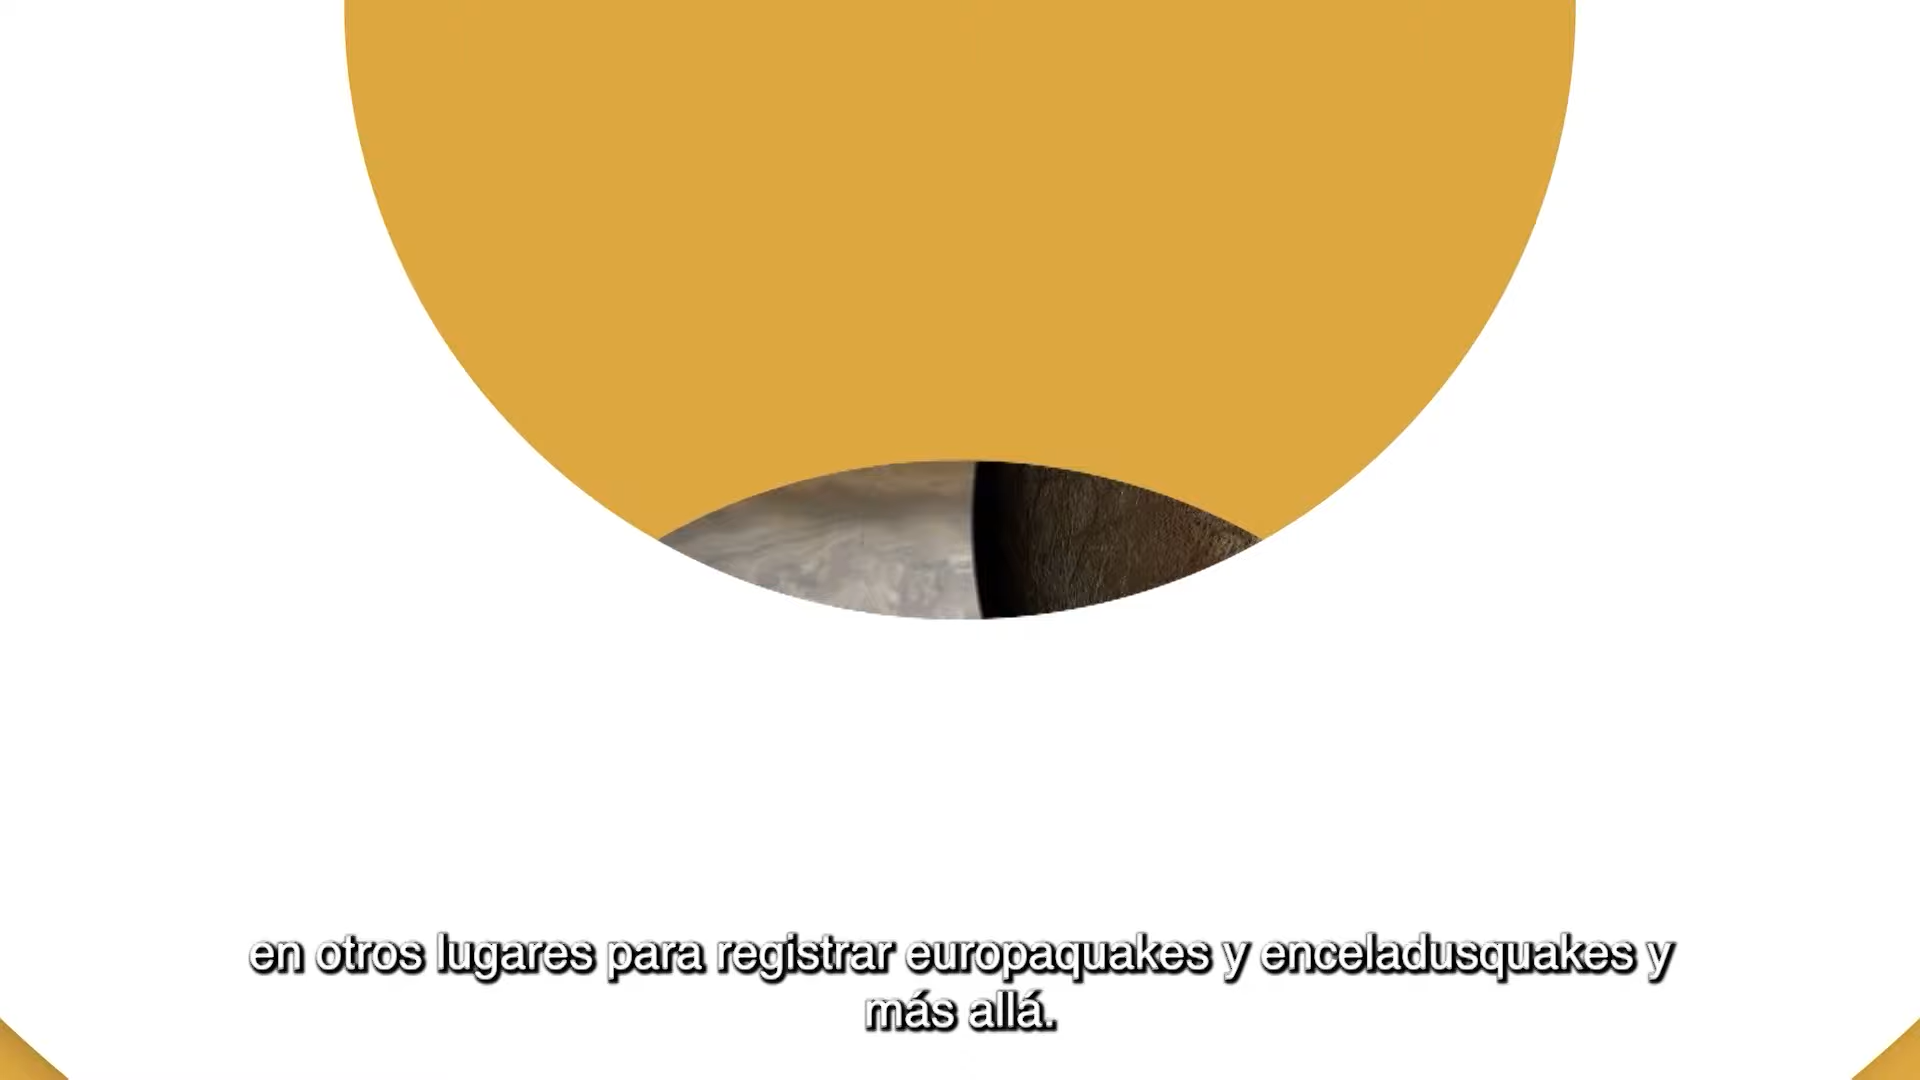 en otros lugares para registrar europaquakes y enceladusquakes y
más allá.